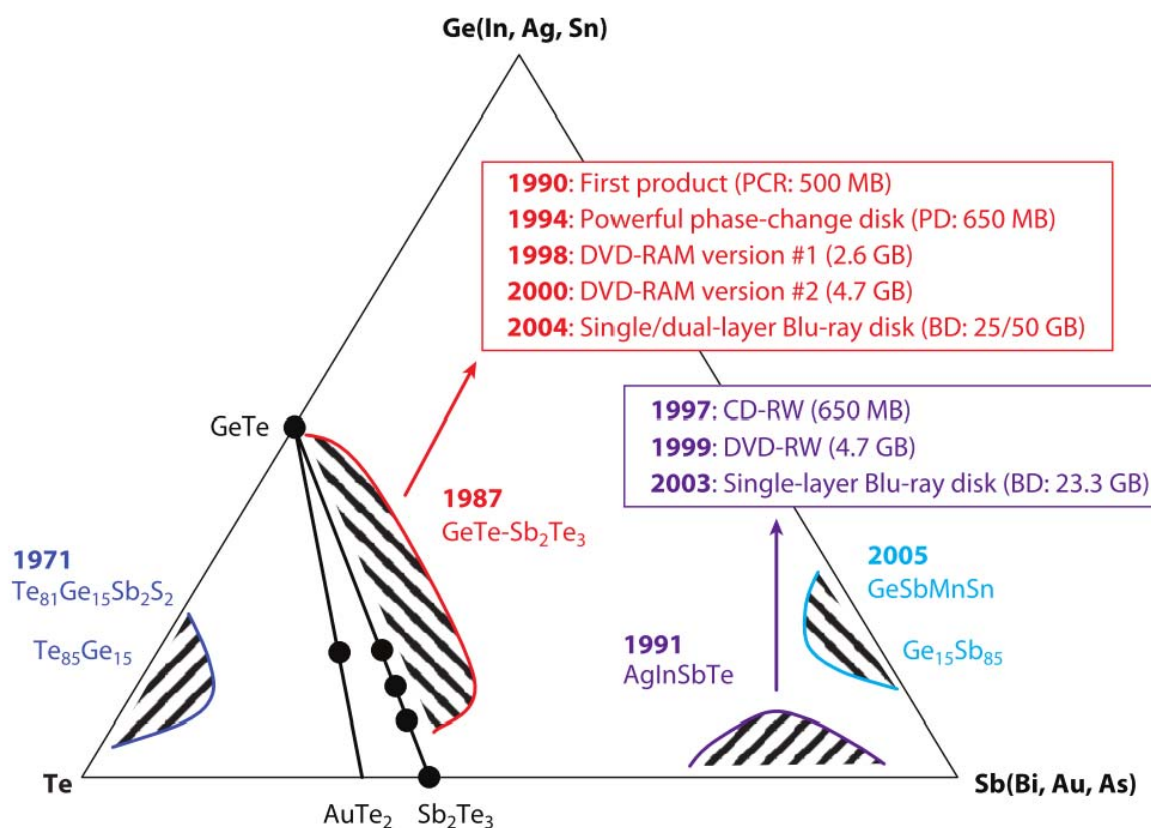 Ge(In, Ag, Sn)
1990: First product (PCR: 500 MB)
1994: Powerful phase-change disk (PD: 650 MB)
1998: DVD-RAM version #1 (2.6 GB)
2000: DVD-RAM version #2 (4.7 GB)
2004: Single/dual-layer Blu-ray disk (BD: 25/50 GB)
1997: CD-RW (650 MB)
1999: DVD-RW (4.7 GB)
2003: Single-layer Blu-ray disk (BD: 23.3 GB)
GeTe
1987
GeTe-Sb₂Te₃
1971
Te₈₁Ge₁₅Sb₂S₂
Te₈₅Ge₁₅
2005
GeSbMnSn
Ge₁₅Sb₈₅
1991
AgInSbTe
Te
AuTe₂
Sb₂Te₃
Sb(Bi, Au, As)